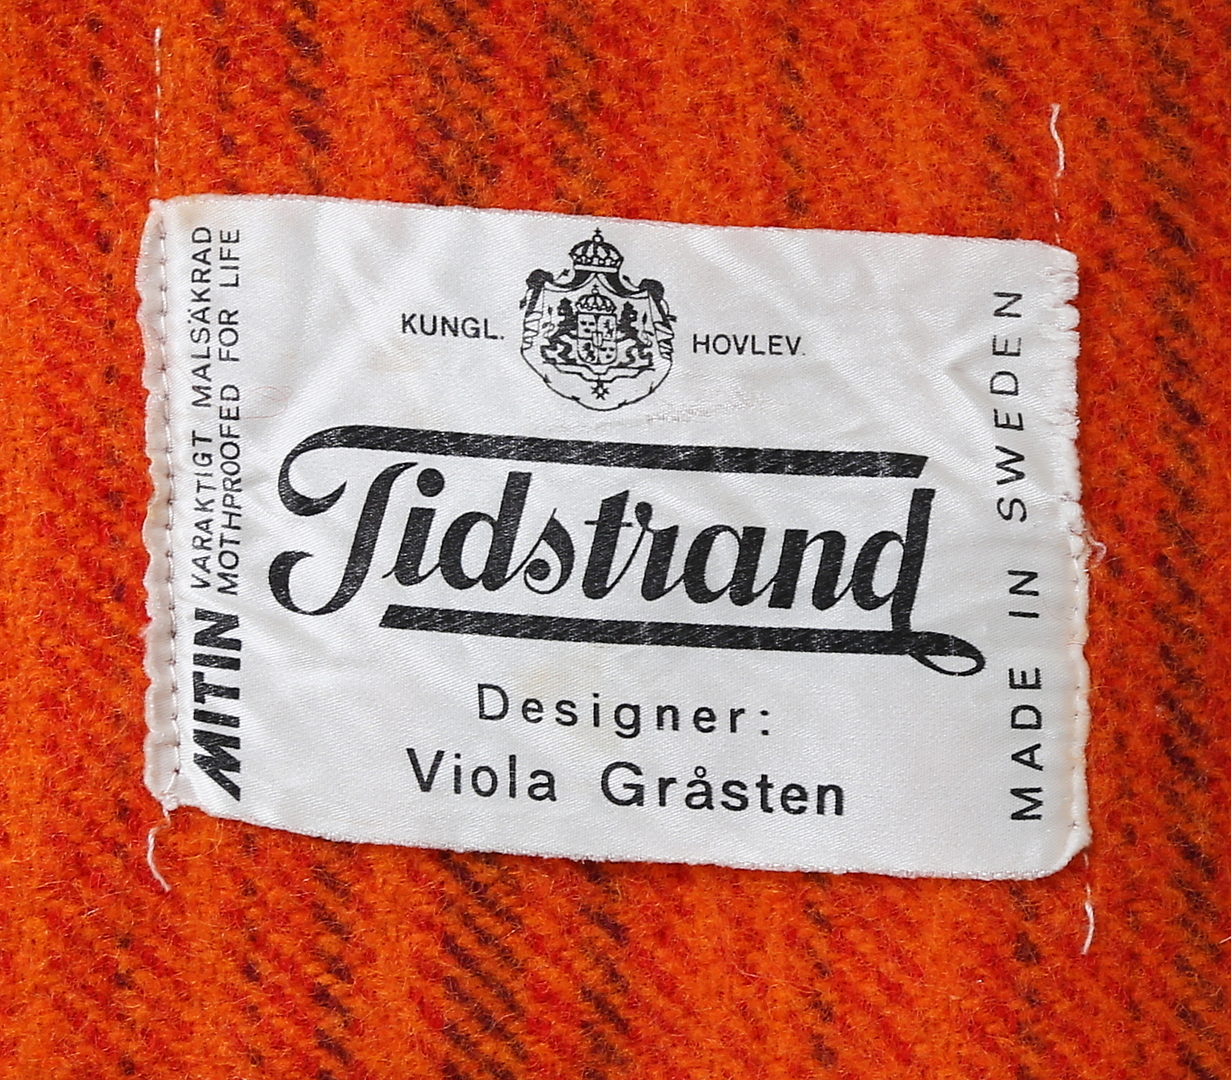 KUNGL. HOVLEV.
Tidstrand
Designer:
Viola Gråsten
MITIN VARAKTIGT MALSÄKRAD
MOTHPROOFED FOR LIFE
MADE IN SWEDEN